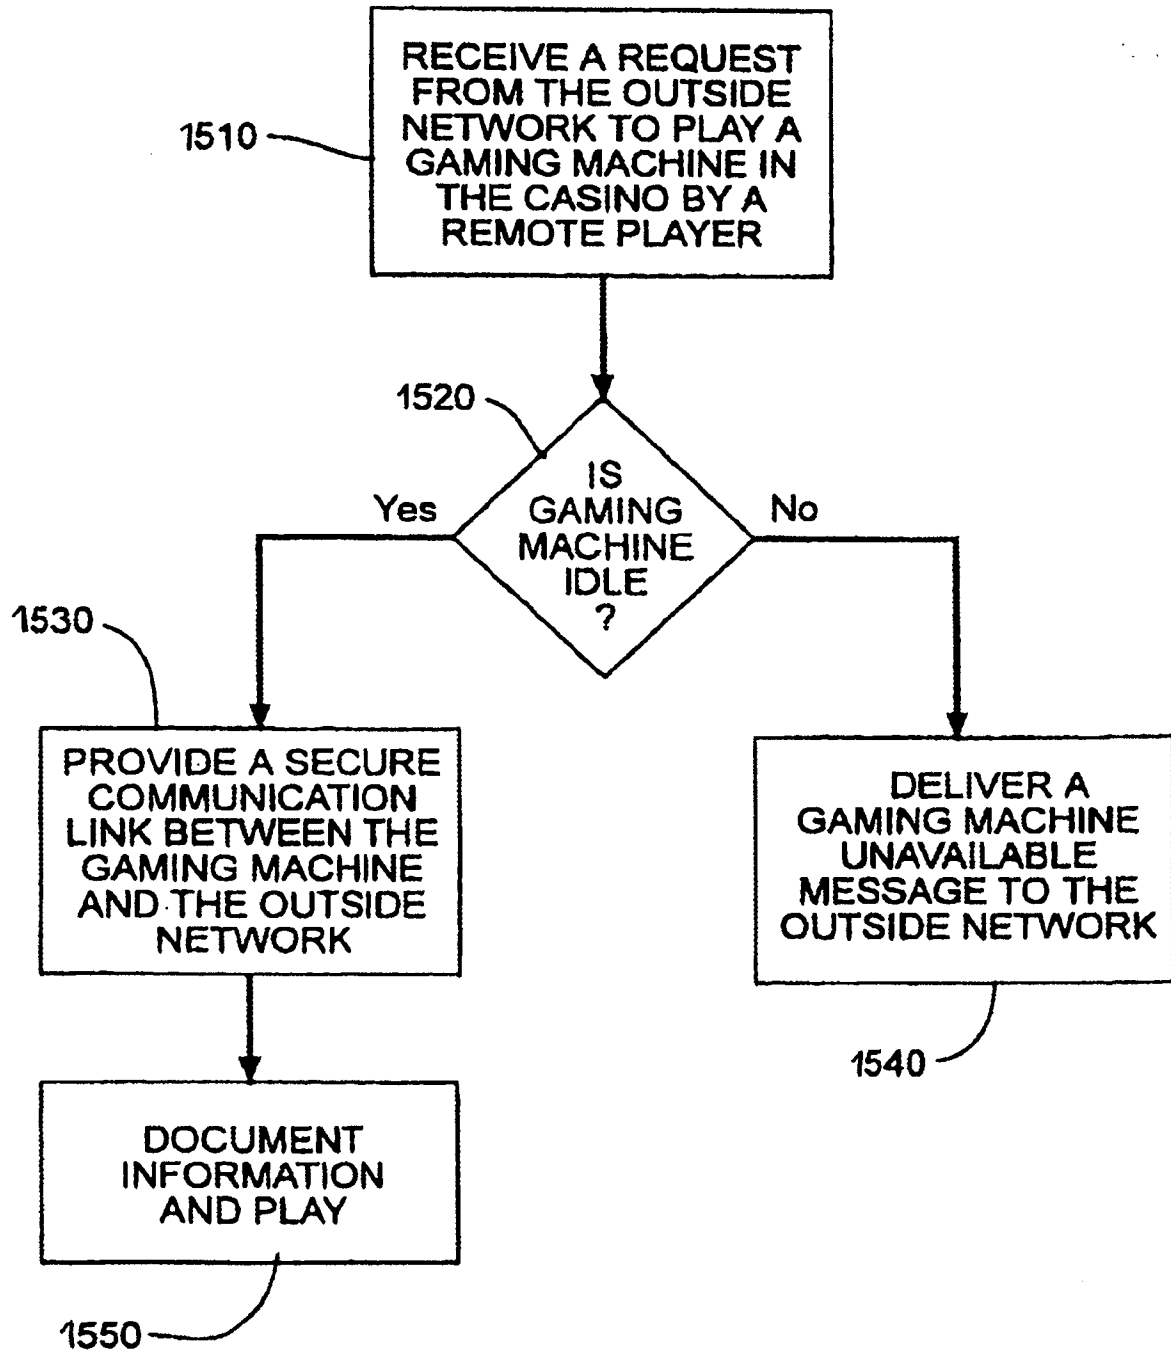 RECEIVE A REQUEST
FROM THE OUTSIDE
NETWORK TO PLAY A
GAMING MACHINE IN
THE CASINO BY A
REMOTE PLAYER
1510
1520
IS
GAMING
MACHINE
IDLE
?
Yes
No
1530
PROVIDE A SECURE
COMMUNICATION
LINK BETWEEN THE
GAMING MACHINE
AND THE OUTSIDE
NETWORK
DELIVER A
GAMING MACHINE
UNAVAILABLE
MESSAGE TO THE
OUTSIDE NETWORK
1540
DOCUMENT
INFORMATION
AND PLAY
1550